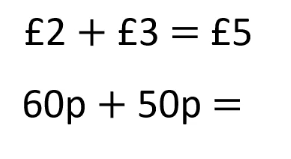 £2 + £3 = £5
60p + 50p =